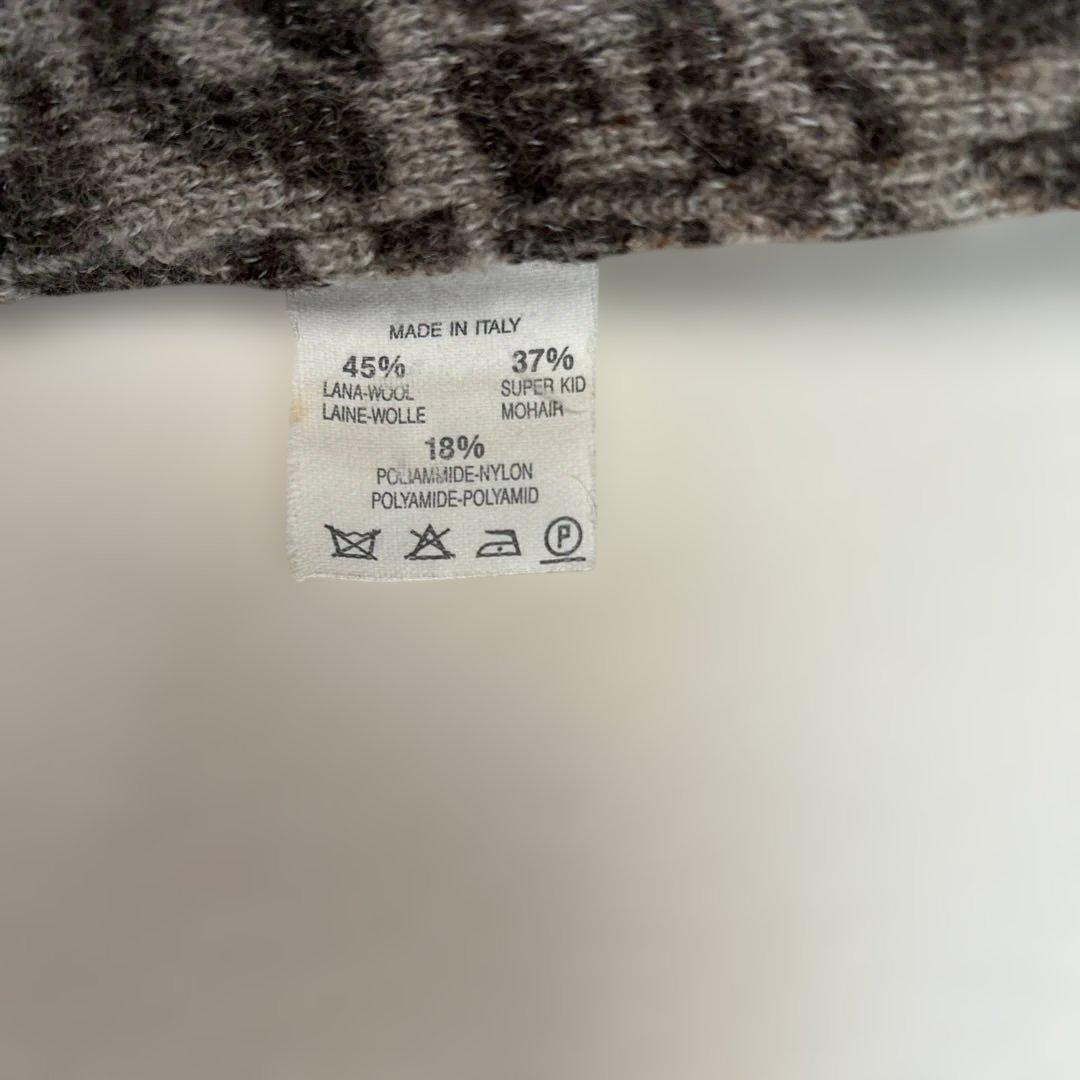 MADE IN ITALY
45%
LANA-WOOL
LAINE-WOLLE
37%
SUPER KID
MOHAIR
18%
POLIAMMIDE-NYLON
POLYAMIDE-POLYAMID
P